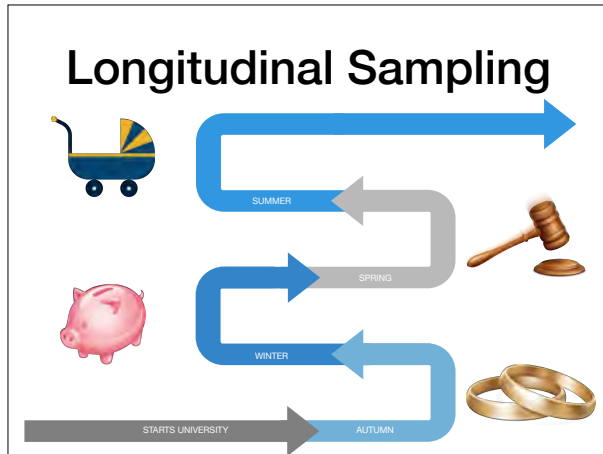 Longitudinal Sampling
SUMMER
SPRING
WINTER
STARTS UNIVERSITY
AUTUMN